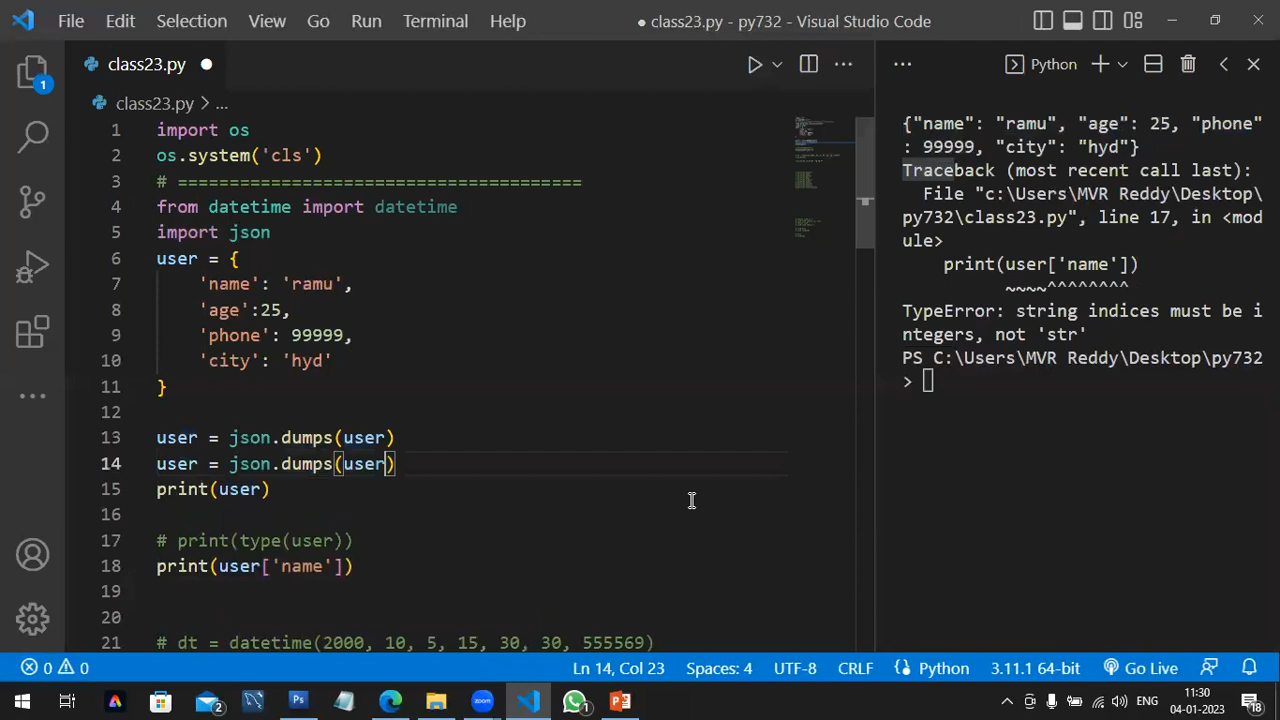 File Edit Selection View Go Run Terminal Help ● class23.py - py732 - Visual Studio Code
class23.py ●
Python
class23.py > ...
1 import os
2 os.system('cls')
3 # =======================================
4 from datetime import datetime
5 import json
6 user = {
7 'name': 'ramu',
8 'age':25,
9 'phone': 99999,
10 'city': 'hyd'
11 }
12
13 user = json.dumps(user)
14 user = json.dumps(user)
15 print(user)
16
17 # print(type(user))
18 print(user['name'])
19
20
21 # dt = datetime(2000, 10, 5, 15, 30, 30, 555569)
{"name": "ramu", "age": 25, "phone"
: 99999, "city": "hyd"}
Traceback (most recent call last):
File "c:\Users\MVR Reddy\Desktop\
py732\class23.py", line 17, in <mod
ule>
print(user['name'])
~~~~^^^^^^^^
TypeError: string indices must be i
ntegers, not 'str'
PS C:\Users\MVR Reddy\Desktop\py732
>
1
0 0 Ln 14, Col 23 Spaces: 4 UTF-8 CRLF Python 3.11.1 64-bit Go Live
2 Ps zoom 1 P ENG 11:30
04-01-2023 18